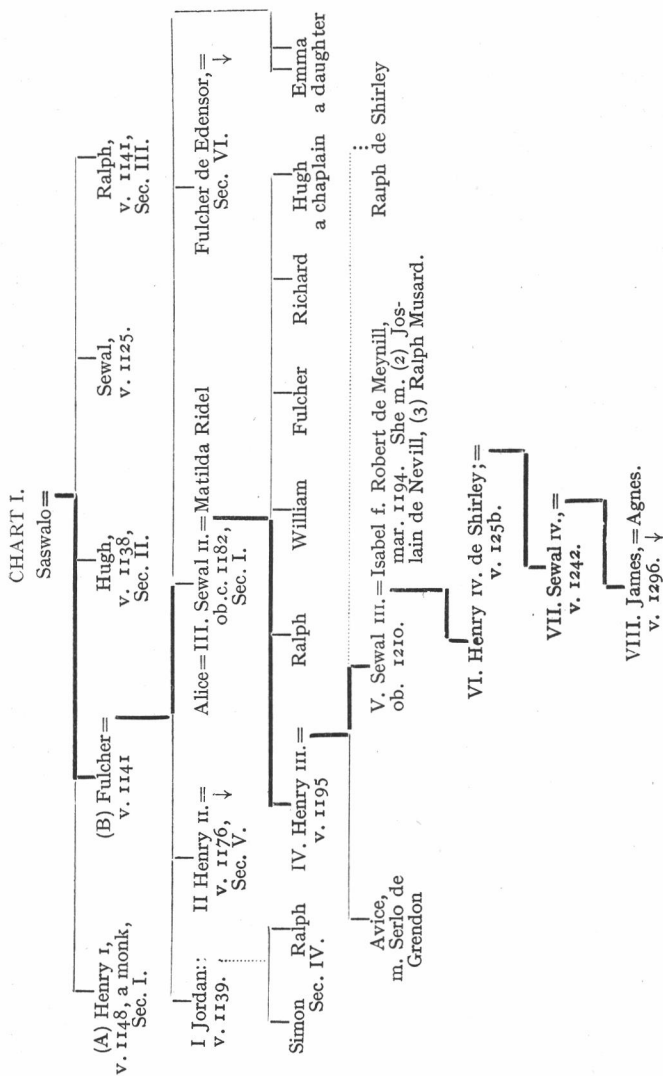 CHART I.
Saswalo =
(A) Henry I,
v. 1148, a monk,
Sec. I.
(B) Fulcher =
v. 1141
Hugh,
v. 1138,
Sec. II.
Sewal,
v. 1125.
Ralph,
v. 1141,
Sec. III.
I Jordan::
v. 1139.
II Henry II. =
v. 1176, ↓
Sec. V.
Alice = III. Sewal II. = Matilda Ridel
ob.c. 1182,
Sec. I.
Fulcher de Edensor, =
Sec. VI. ↓
Simon Ralph
Sec. IV.
IV. Henry III. =
v. 1195
Ralph
William
Fulcher
Richard
Hugh
a chaplain
Emma
a daughter
Avice,
m. Serlo de
Grendon
V. Sewal III. = Isabel f. Robert de Meynill,
ob. 1210. mar. 1194. She m. (2) Jos-
lain de Nevill, (3) Ralph Musard.
Ralph de Shirley
VI. Henry IV. de Shirley; =
v. 125b.
VII. Sewal IV., =
v. 1242.
VIII. James, = Agnes.
v. 1296. ↓